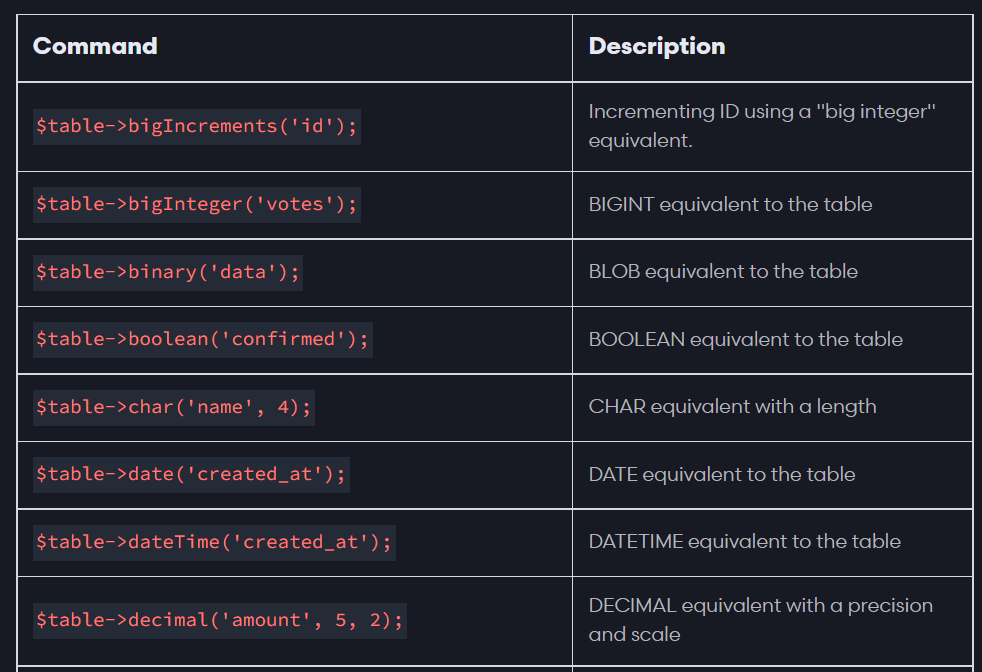 Command Description
$table->bigIncrements('id'); Incrementing ID using a "big integer"
equivalent.
$table->bigInteger('votes'); BIGINT equivalent to the table
$table->binary('data'); BLOB equivalent to the table
$table->boolean('confirmed'); BOOLEAN equivalent to the table
$table->char('name', 4); CHAR equivalent with a length
$table->date('created_at'); DATE equivalent to the table
$table->dateTime('created_at'); DATETIME equivalent to the table
$table->decimal('amount', 5, 2); DECIMAL equivalent with a precision
and scale